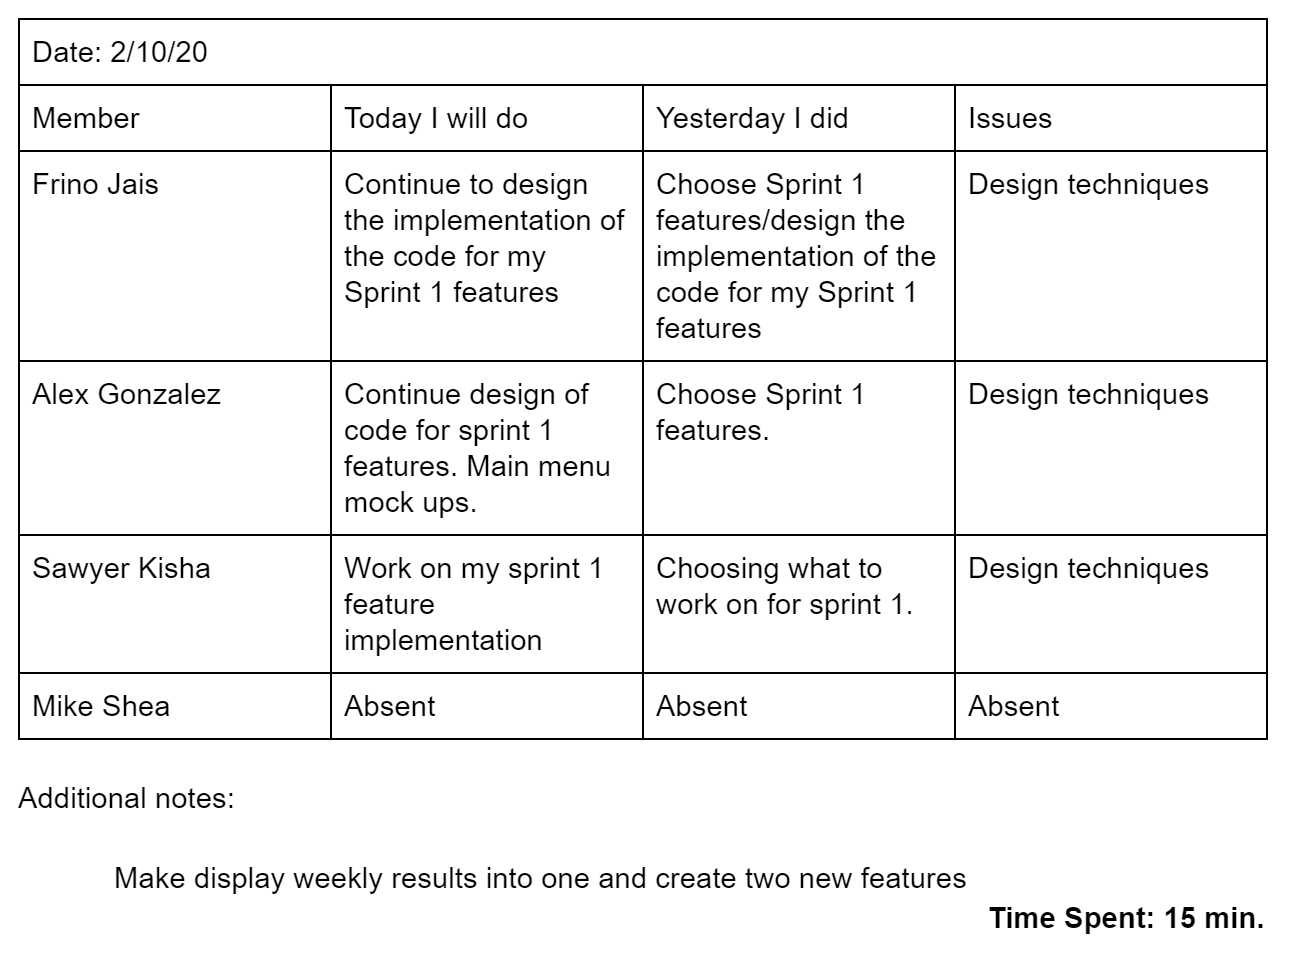 Date: 2/10/20
Member
Today I will do
Yesterday I did
Issues
Frino Jais
Continue to design
the implementation of
the code for my
Sprint 1 features
Choose Sprint 1
features/design the
implementation of the
code for my Sprint 1
features
Design techniques
Alex Gonzalez
Continue design of
code for sprint 1
features. Main menu
mock ups.
Choose Sprint 1
features.
Design techniques
Sawyer Kisha
Work on my sprint 1
feature
implementation
Choosing what to
work on for sprint 1.
Design techniques
Mike Shea
Absent
Absent
Absent
Additional notes:
Make display weekly results into one and create two new features
Time Spent: 15 min.